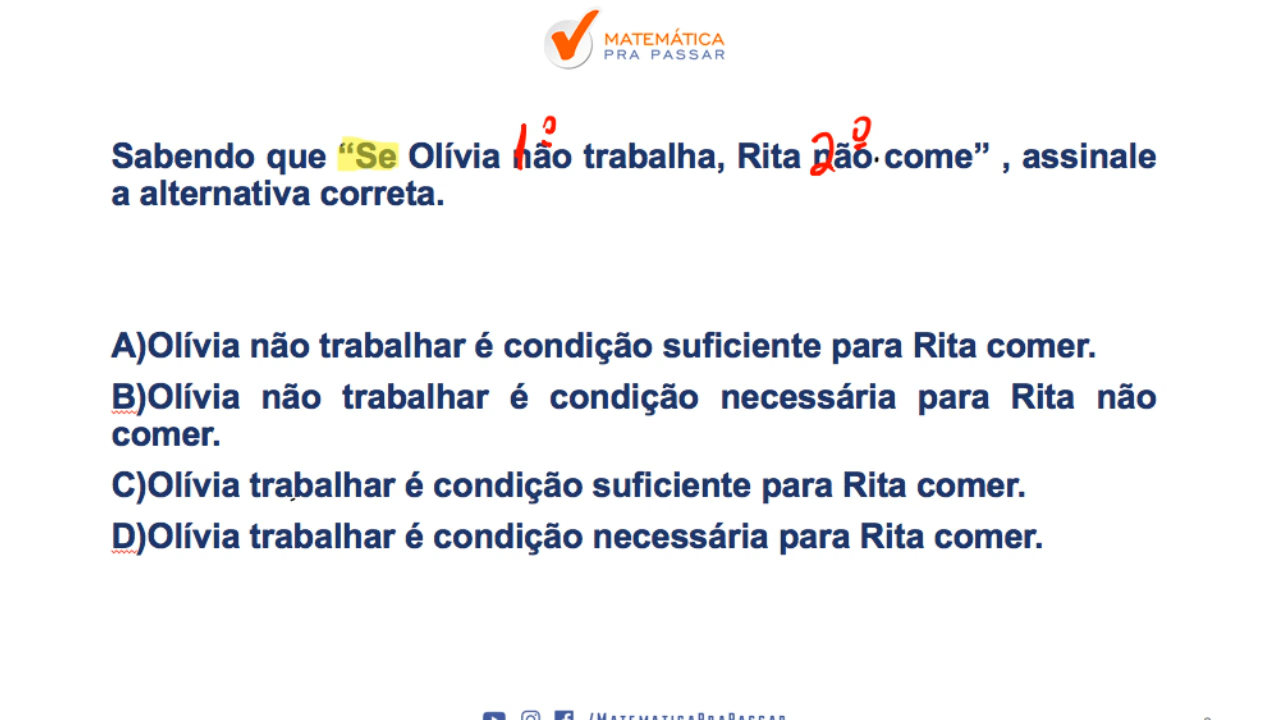 MATEMÁTICA
PRA PASSAR
1º 2º
Sabendo que “Se Olívia não trabalha, Rita não come” , assinale
a alternativa correta.
A)Olívia não trabalhar é condição suficiente para Rita comer.
B)Olívia não trabalhar é condição necessária para Rita não
comer.
C)Olívia trabalhar é condição suficiente para Rita comer.
D)Olívia trabalhar é condição necessária para Rita comer.
/MATEMATICAPRAPASSAR